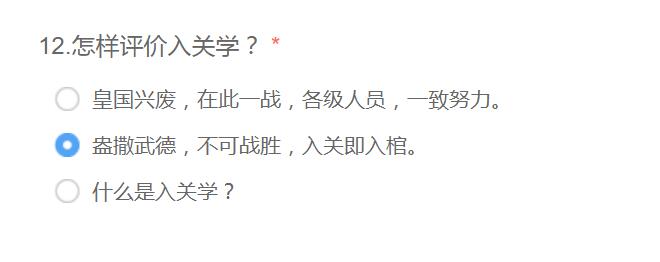 12.怎样评价入关学？ *
皇国兴废，在此一战，各级人员，一致努力。
盎撒武德，不可战胜，入关即入棺。
什么是入关学？